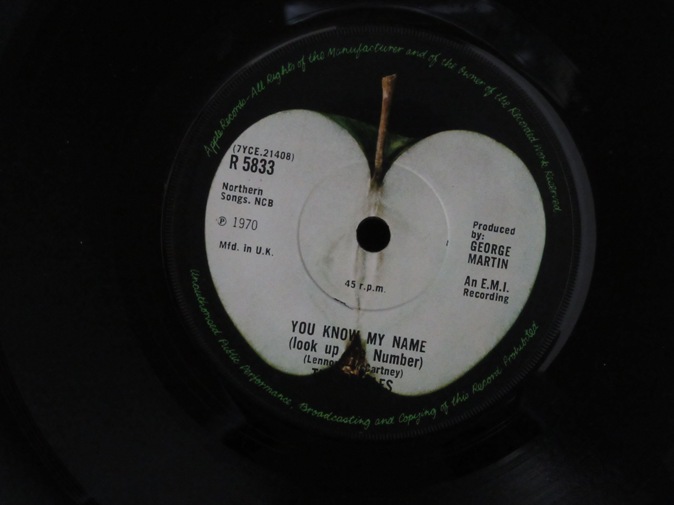 Apple Records-All Rights of the Manufacturer and of the Owner of the Recorded Work Reserved.
(7YCE.21408)
R 5833
Northern
Songs. NCB
℗ 1970
Mfd. in U.K.
Produced
by:
GEORGE
MARTIN
An E.M.I.
Recording
45 r.p.m.
YOU KNOW MY NAME
(look up Number)
Unauthorised Public Performance, Broadcasting and Copying of this Record Prohibited